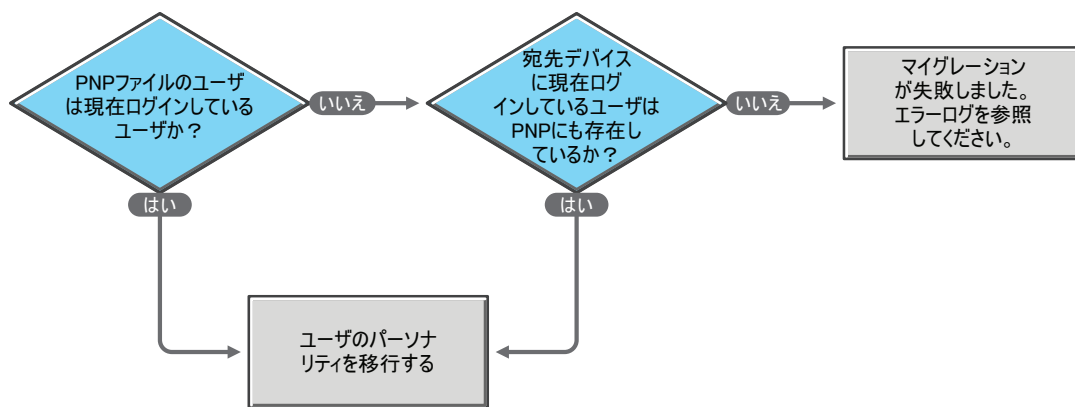 PNPファイルのユーザ
は現在ログインしている
ユーザか？
いいえ
宛先デバイス
に現在ログ
インしているユーザは
PNPにも存在し
ているか？
いいえ
マイグレーション
が失敗しました。
エラーログを参照
してください。
はい
はい
ユーザのパーソナ
リティを移行する